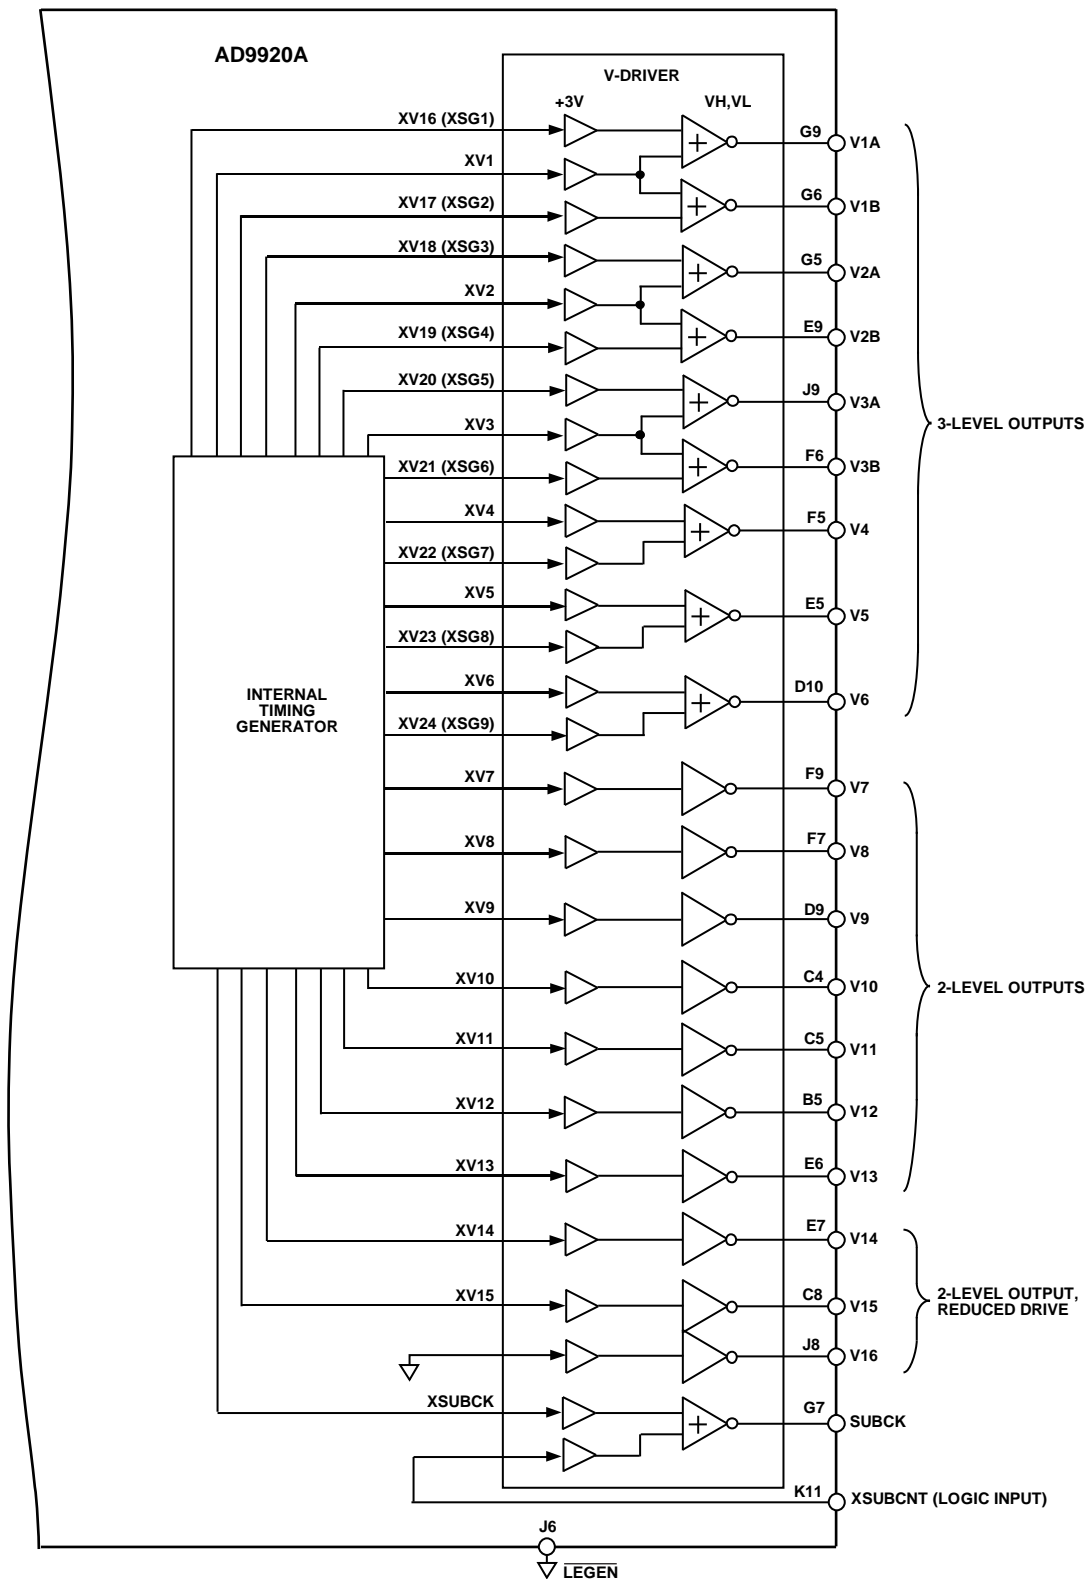 AD9920A
V-DRIVER
+3V
VH,VL
XV16 (XSG1)
G9
V1A
XV1
XV17 (XSG2)
G6
V1B
XV18 (XSG3)
G5
V2A
XV2
XV19 (XSG4)
E9
V2B
XV20 (XSG5)
J9
V3A
XV3
3-LEVEL OUTPUTS
XV21 (XSG6)
F6
V3B
XV4
F5
V4
XV22 (XSG7)
XV5
E5
V5
XV23 (XSG8)
XV6
D10
V6
INTERNAL
TIMING
GENERATOR
XV24 (XSG9)
XV7
F9
V7
XV8
F7
V8
XV9
D9
V9
XV10
C4
V10
2-LEVEL OUTPUTS
XV11
C5
V11
XV12
B5
V12
XV13
E6
V13
XV14
E7
V14
XV15
C8
V15
2-LEVEL OUTPUT,
REDUCED DRIVE
J8
V16
XSUBCK
G7
SUBCK
K11
XSUBCNT (LOGIC INPUT)
J6
LEGEN